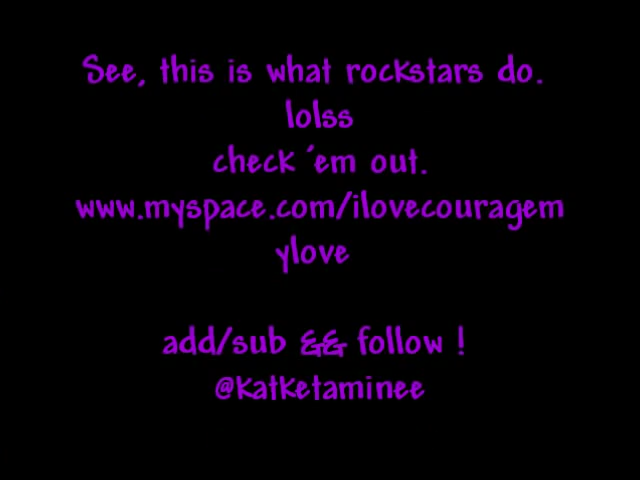 See, this is what rockstars do.
lolss
check 'em out.
www.myspace.com/ilovecouragem
ylove
add/sub && follow !
@katketaminee